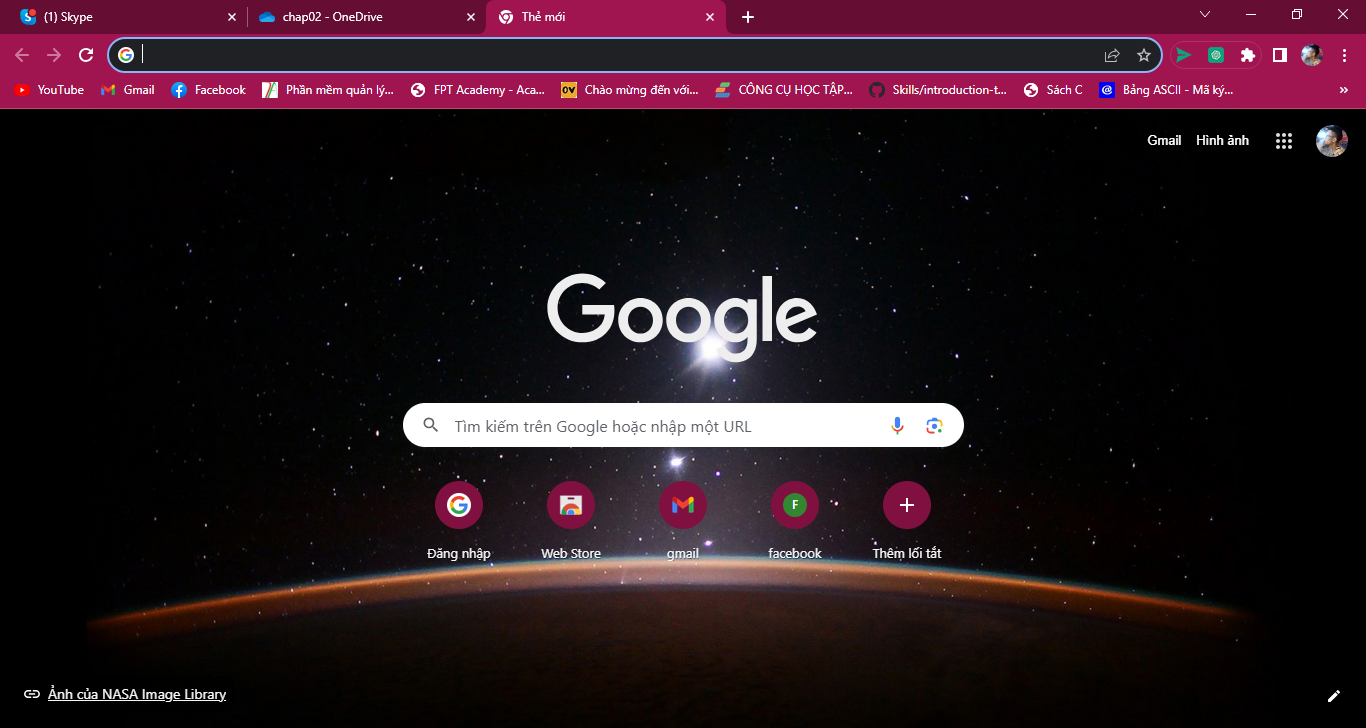 (1) Skype
chap02 - OneDrive
Thẻ mới
YouTube
Gmail
Facebook
Phần mềm quản lý...
FPT Academy - Aca...
Chào mừng đến với...
CÔNG CỤ HỌC TẬP...
Skills/introduction-t...
Sách C
Bảng ASCII - Mã ký...
Gmail
Hình ảnh
Google
Tìm kiếm trên Google hoặc nhập một URL
Đăng nhập
Web Store
gmail
F
facebook
Thêm lối tắt
Ảnh của NASA Image Library